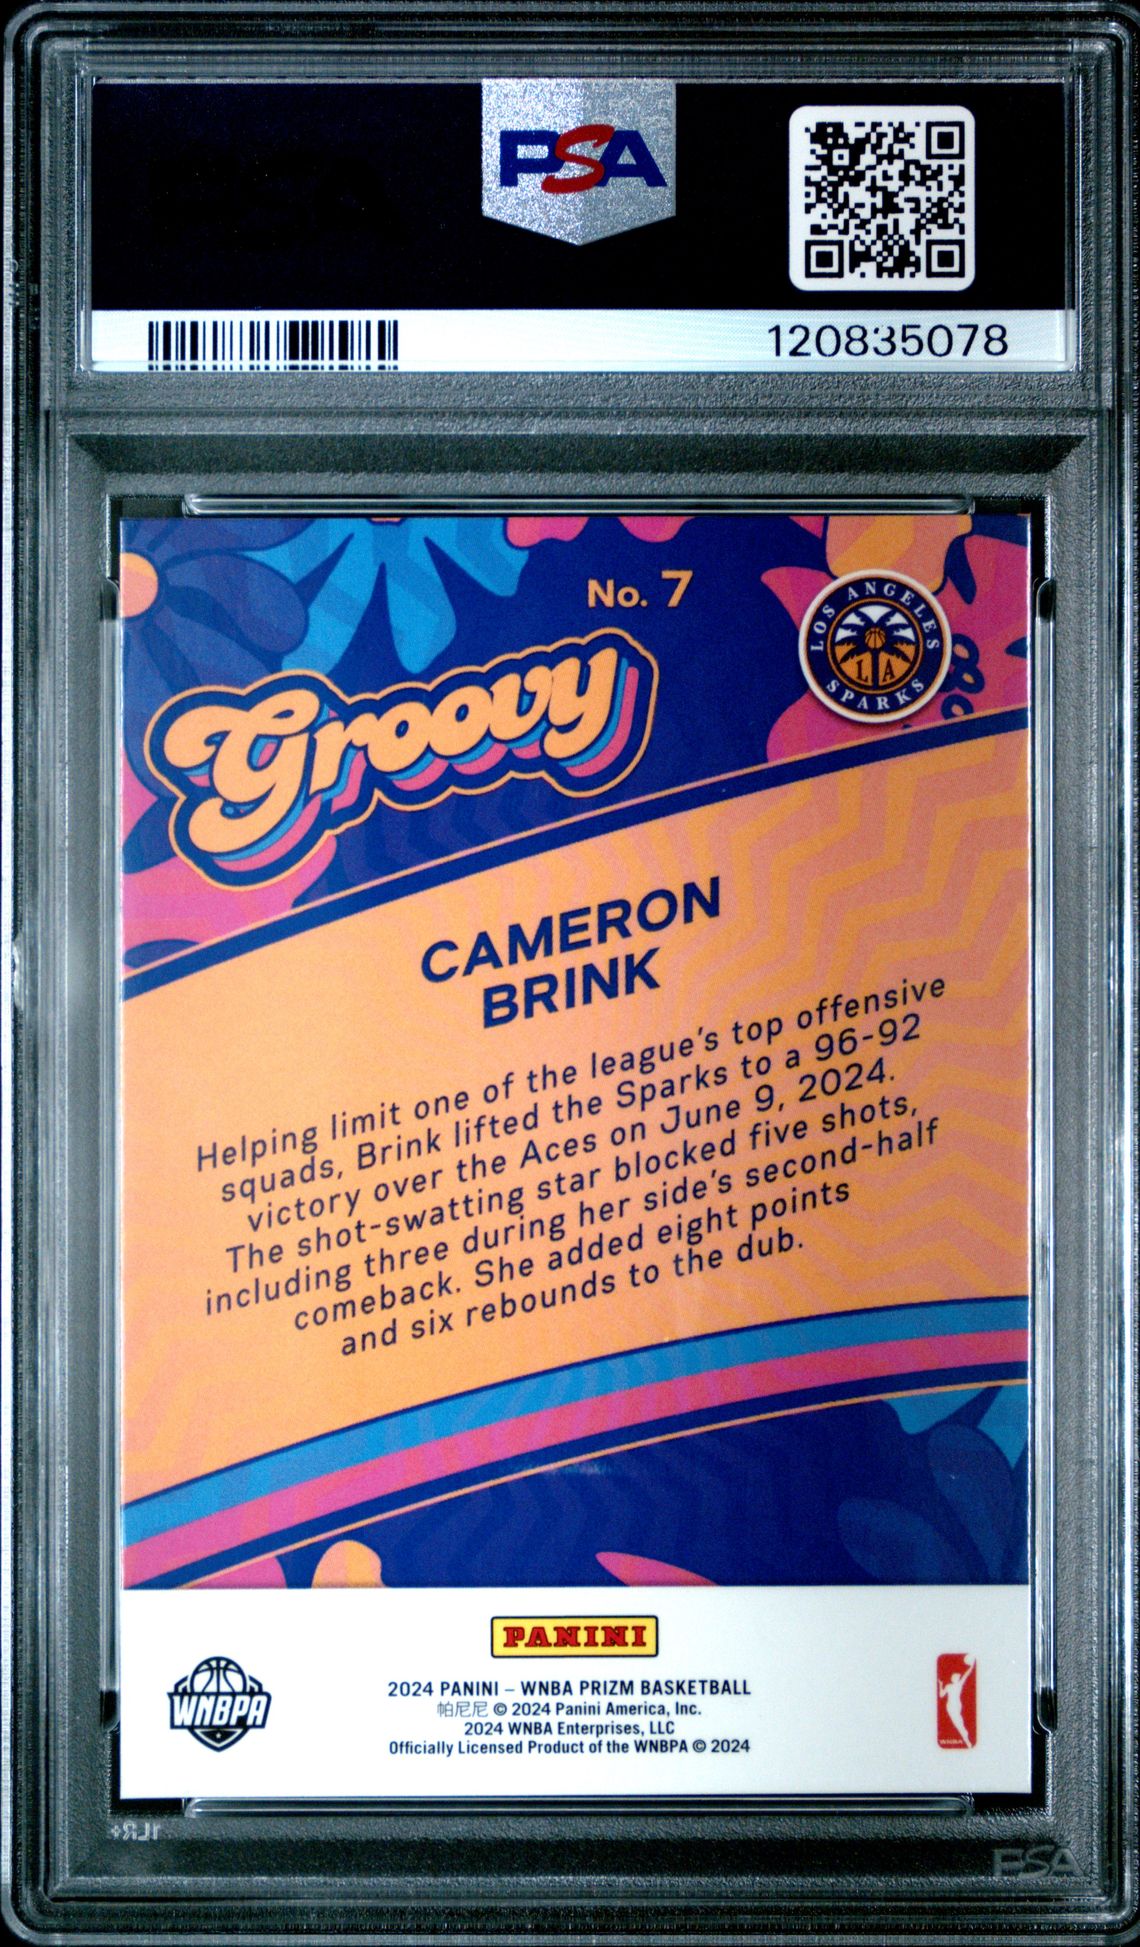 PSA
120835078
No. 7
LOS ANGELES
LA
SPARKS
Groovy
CAMERON
BRINK
Helping limit one of the league's top offensive
squads, Brink lifted the Sparks to a 96-92
victory over the Aces on June 9, 2024.
The shot-swatting star blocked five shots,
including three during her side's second-half
comeback. She added eight points
and six rebounds to the dub.
PANINI
WNBPA
2024 PANINI – WNBA PRIZM BASKETBALL
帕尼尼 © 2024 Panini America, Inc.
2024 WNBA Enterprises, LLC
Officially Licensed Product of the WNBPA © 2024
WNBA
1LR+
PSA